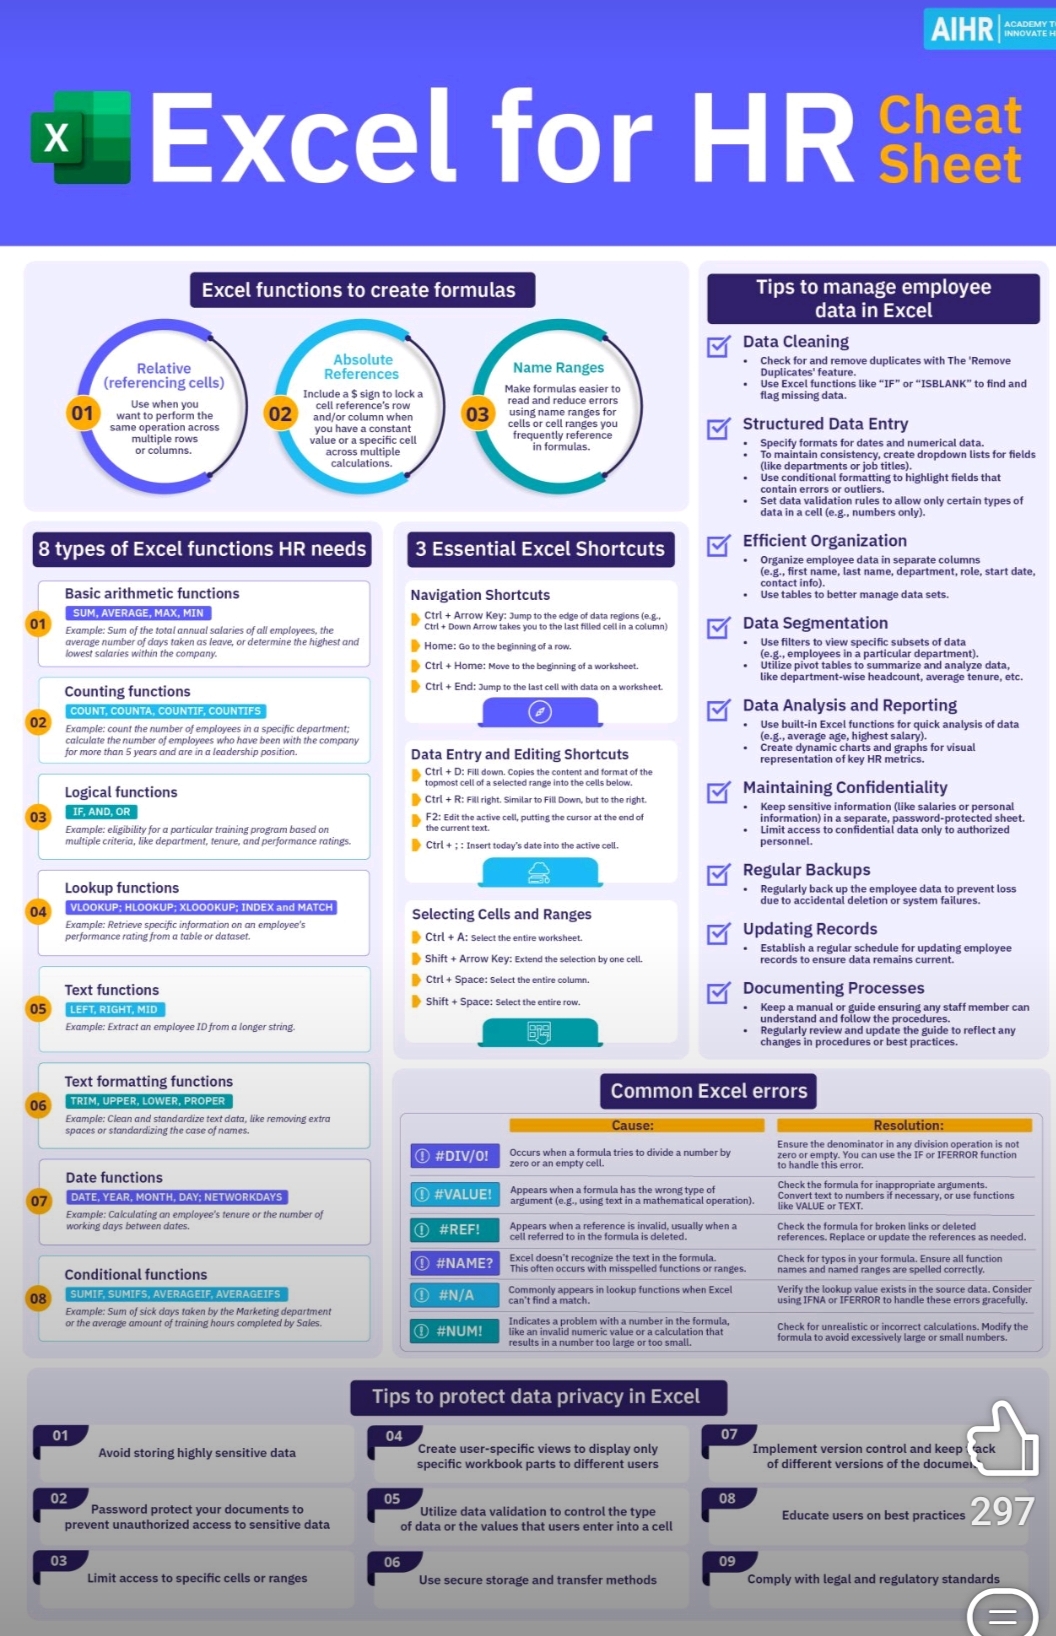 AIHR
ACADEMY
INNOVATE
X
Excel for HR
Cheat
Sheet
Excel functions to create formulas
01
Relative
(referencing cells)
Use when you
want to perform the
same operation across
multiple rows
or columns.
02
Absolute
References
Include a $ sign to lock a
cell reference's row
and/or column when
you have a constant
value or a specific cell
across multiple
calculations.
03
Name Ranges
Make formulas easier to
read and reduce errors
using name ranges for
cells or cell ranges you
frequently reference
in formulas.
8 types of Excel functions HR needs
01
Basic arithmetic functions
SUM, AVERAGE, MAX, MIN
Example: Sum of the total annual salaries of all employees, the
average number of days taken as leave, or determine the highest and
lowest salaries within the company.
02
Counting functions
COUNT, COUNTA, COUNTIF, COUNTIFS
Example: count the number of employees in a specific department;
calculate the number of employees who have been with the company
for more than 5 years and are in a leadership position.
03
Logical functions
IF, AND, OR
Example: eligibility for a particular training program based on
multiple criteria, like department, tenure, and performance ratings.
04
Lookup functions
VLOOKUP; HLOOKUP; XLOOOKUP; INDEX and MATCH
Example: Retrieve specific information on an employee's
performance rating from a table or dataset.
05
Text functions
LEFT, RIGHT, MID
Example: Extract an employee ID from a longer string.
06
Text formatting functions
TRIM, UPPER, LOWER, PROPER
Example: Clean and standardize text data, like removing extra
spaces or standardizing the case of names.
07
Date functions
DATE, YEAR, MONTH, DAY; NETWORKDAYS
Example: Calculating an employee's tenure or the number of
working days between dates.
08
Conditional functions
SUMIF, SUMIFS, AVERAGEIF, AVERAGEIFS
Example: Sum of sick days taken by the Marketing department
or the average amount of training hours completed by Sales.
3 Essential Excel Shortcuts
Navigation Shortcuts
Ctrl + Arrow Key: Jump to the edge of data regions (e.g.,
Ctrl + Down Arrow takes you to the last filled cell in a column)
Home: Go to the beginning of a row.
Ctrl + Home: Move to the beginning of a worksheet.
Ctrl + End: Jump to the last cell with data on a worksheet.
Data Entry and Editing Shortcuts
Ctrl + D: Fill down. Copies the content and format of the
topmost cell of a selected range into the cells below.
Ctrl + R: Fill right. Similar to Fill Down, but to the right.
F2: Edit the active cell, putting the cursor at the end of
the current text.
Ctrl + ; : Insert today's date into the active cell.
Selecting Cells and Ranges
Ctrl + A: Select the entire worksheet.
Shift + Arrow Key: Extend the selection by one cell.
Ctrl + Space: Select the entire column.
Shift + Space: Select the entire row.
Tips to manage employee
data in Excel
Data Cleaning
• Check for and remove duplicates with The 'Remove
Duplicates' feature.
• Use Excel functions like “IF” or “ISBLANK” to find and
flag missing data.
Structured Data Entry
• Specify formats for dates and numerical data.
• To maintain consistency, create dropdown lists for fields
(like departments or job titles).
• Use conditional formatting to highlight fields that
contain errors or outliers.
• Set data validation rules to allow only certain types of
data in a cell (e.g., numbers only).
Efficient Organization
• Organize employee data in separate columns
(e.g., first name, last name, department, role, start date,
contact info).
• Use tables to better manage data sets.
Data Segmentation
• Use filters to view specific subsets of data
(e.g., employees in a particular department).
• Utilize pivot tables to summarize and analyze data,
like department-wise headcount, average tenure, etc.
Data Analysis and Reporting
• Use built-in Excel functions for quick analysis of data
(e.g., average age, highest salary).
• Create dynamic charts and graphs for visual
representation of key HR metrics.
Maintaining Confidentiality
• Keep sensitive information (like salaries or personal
information) in a separate, password-protected sheet.
• Limit access to confidential data only to authorized
personnel.
Regular Backups
• Regularly back up the employee data to prevent loss
due to accidental deletion or system failures.
Updating Records
• Establish a regular schedule for updating employee
records to ensure data remains current.
Documenting Processes
• Keep a manual or guide ensuring any staff member can
understand and follow the procedures.
• Regularly review and update the guide to reflect any
changes in procedures or best practices.
Common Excel errors
Cause:
Resolution:
#DIV/0!
Occurs when a formula tries to divide a number by
zero or an empty cell.
Ensure the denominator in any division operation is not
zero or empty. You can use the IF or IFERROR function
to handle this error.
#VALUE!
Appears when a formula has the wrong type of
argument (e.g., using text in a mathematical operation).
Check the formula for inappropriate arguments.
Convert text to numbers if necessary, or use functions
like VALUE or TEXT.
#REF!
Appears when a reference is invalid, usually when a
cell referred to in the formula is deleted.
Check the formula for broken links or deleted
references. Replace or update the references as needed.
#NAME?
Excel doesn't recognize the text in the formula.
This often occurs with misspelled functions or ranges.
Check for typos in your formula. Ensure all function
names and named ranges are spelled correctly.
#N/A
Commonly appears in lookup functions when Excel
can't find a match.
Verify the lookup value exists in the source data. Consider
using IFNA or IFERROR to handle these errors gracefully.
#NUM!
Indicates a problem with a number in the formula,
like an invalid numeric value or a calculation that
results in a number too large or too small.
Check for unrealistic or incorrect calculations. Modify the
formula to avoid excessively large or small numbers.
Tips to protect data privacy in Excel
01
Avoid storing highly sensitive data
02
Password protect your documents to
prevent unauthorized access to sensitive data
03
Limit access to specific cells or ranges
04
Create user-specific views to display only
specific workbook parts to different users
05
Utilize data validation to control the type
of data or the values that users enter into a cell
06
Use secure storage and transfer methods
07
Implement version control and keep
of different versions of the
08
Educate users on best practices
09
Comply with legal and regulatory standards
297